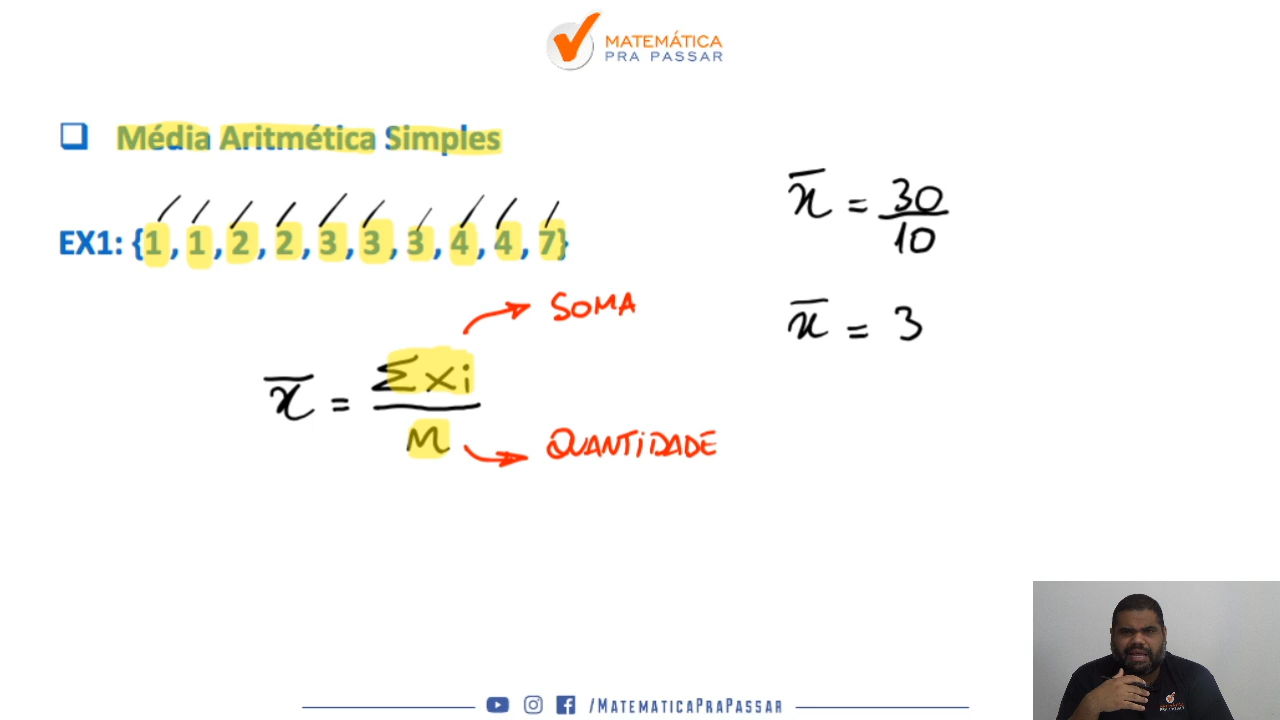 MATEMÁTICA
PRA PASSAR
Média Aritmética Simples
EX1: {1, 1, 2, 2, 3, 3, 3, 4, 4, 7}
x̄ = 30/10
SOMA
x̄ = 3
x̄ = Σxi/n
QUANTIDADE
/MATEMATICAPRAPASSAR